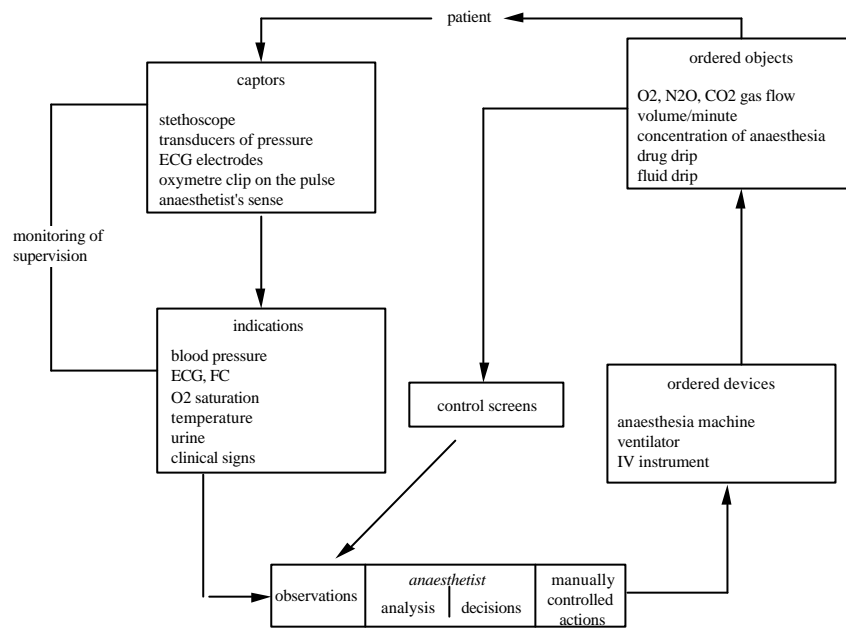 patient
captors
stethoscope
transducers of pressure
ECG electrodes
oxymetre clip on the pulse
anaesthetist's sense
ordered objects
O2, N2O, CO2 gas flow
volume/minute
concentration of anaesthesia
drug drip
fluid drip
monitoring of
supervision
indications
blood pressure
ECG, FC
O2 saturation
temperature
urine
clinical signs
control screens
ordered devices
anaesthesia machine
ventilator
IV instrument
observations
anaesthetist
analysis
decisions
manually
controlled
actions